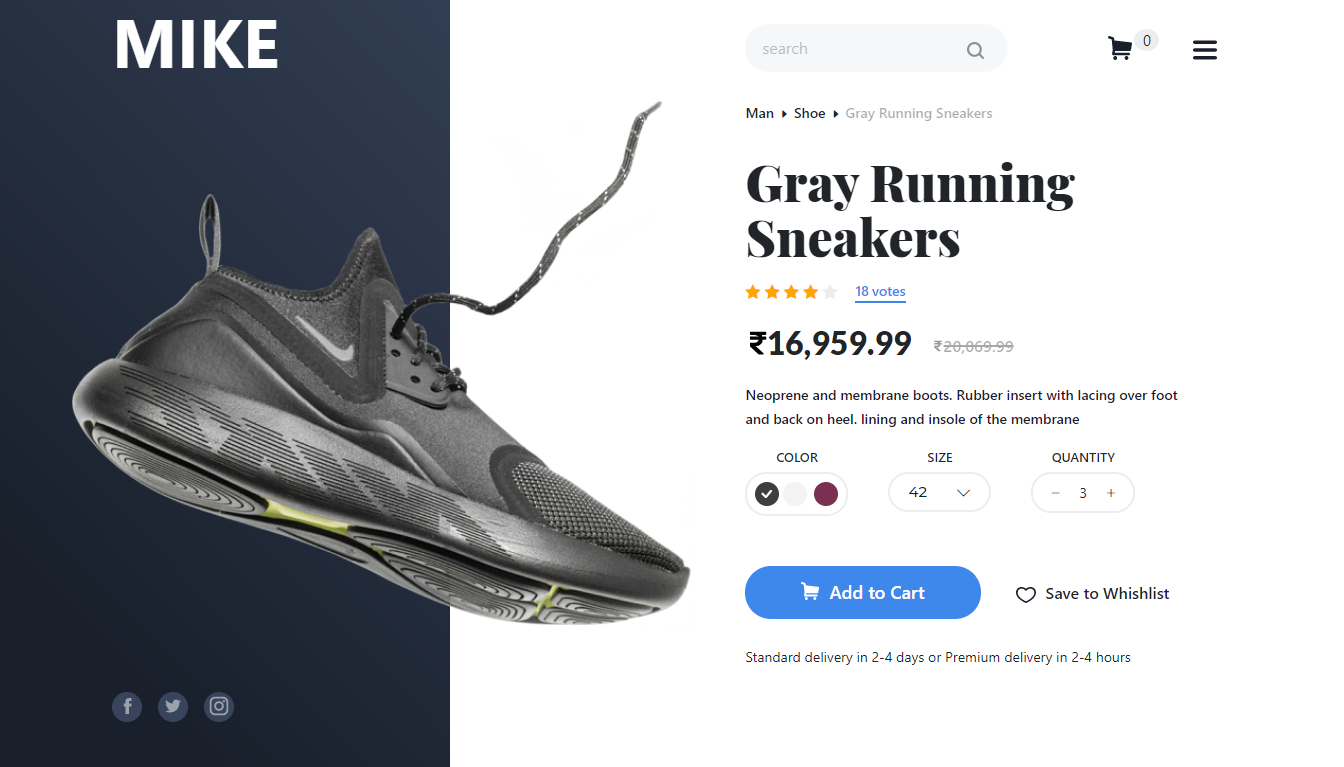 MIKE
search
0
Man Shoe Gray Running Sneakers
Gray Running
Sneakers
18 votes
₹16,959.99 ₹20,069.99
Neoprene and membrane boots. Rubber insert with lacing over foot
and back on heel. lining and insole of the membrane
COLOR SIZE QUANTITY
42 − 3 +
Add to Cart Save to Whishlist
Standard delivery in 2-4 days or Premium delivery in 2-4 hours